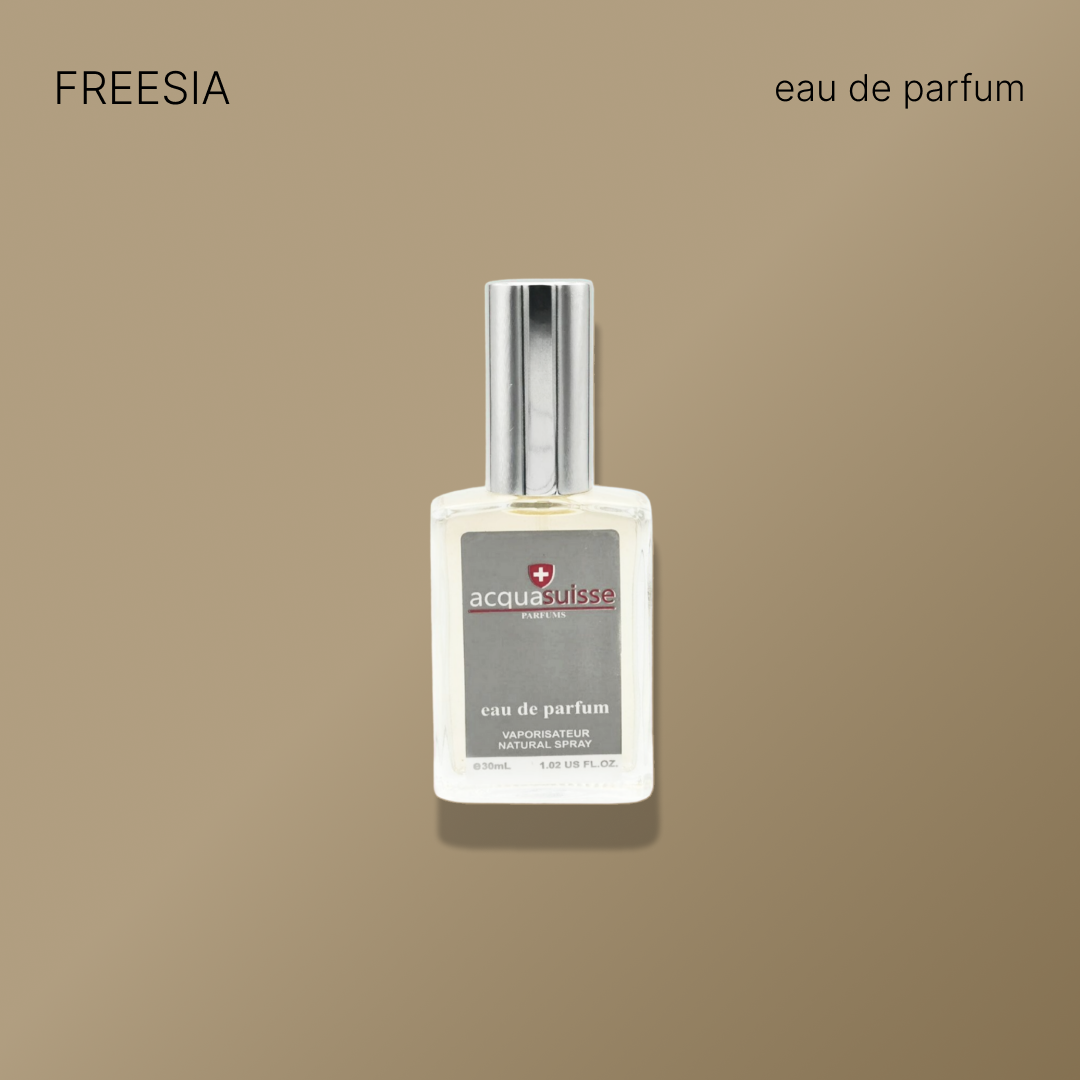 FREESIA
eau de parfum
acquasuisse
PARFUMS
eau de parfum
VAPORISATEUR
NATURAL SPRAY
30mL 1.02 US FL.OZ.